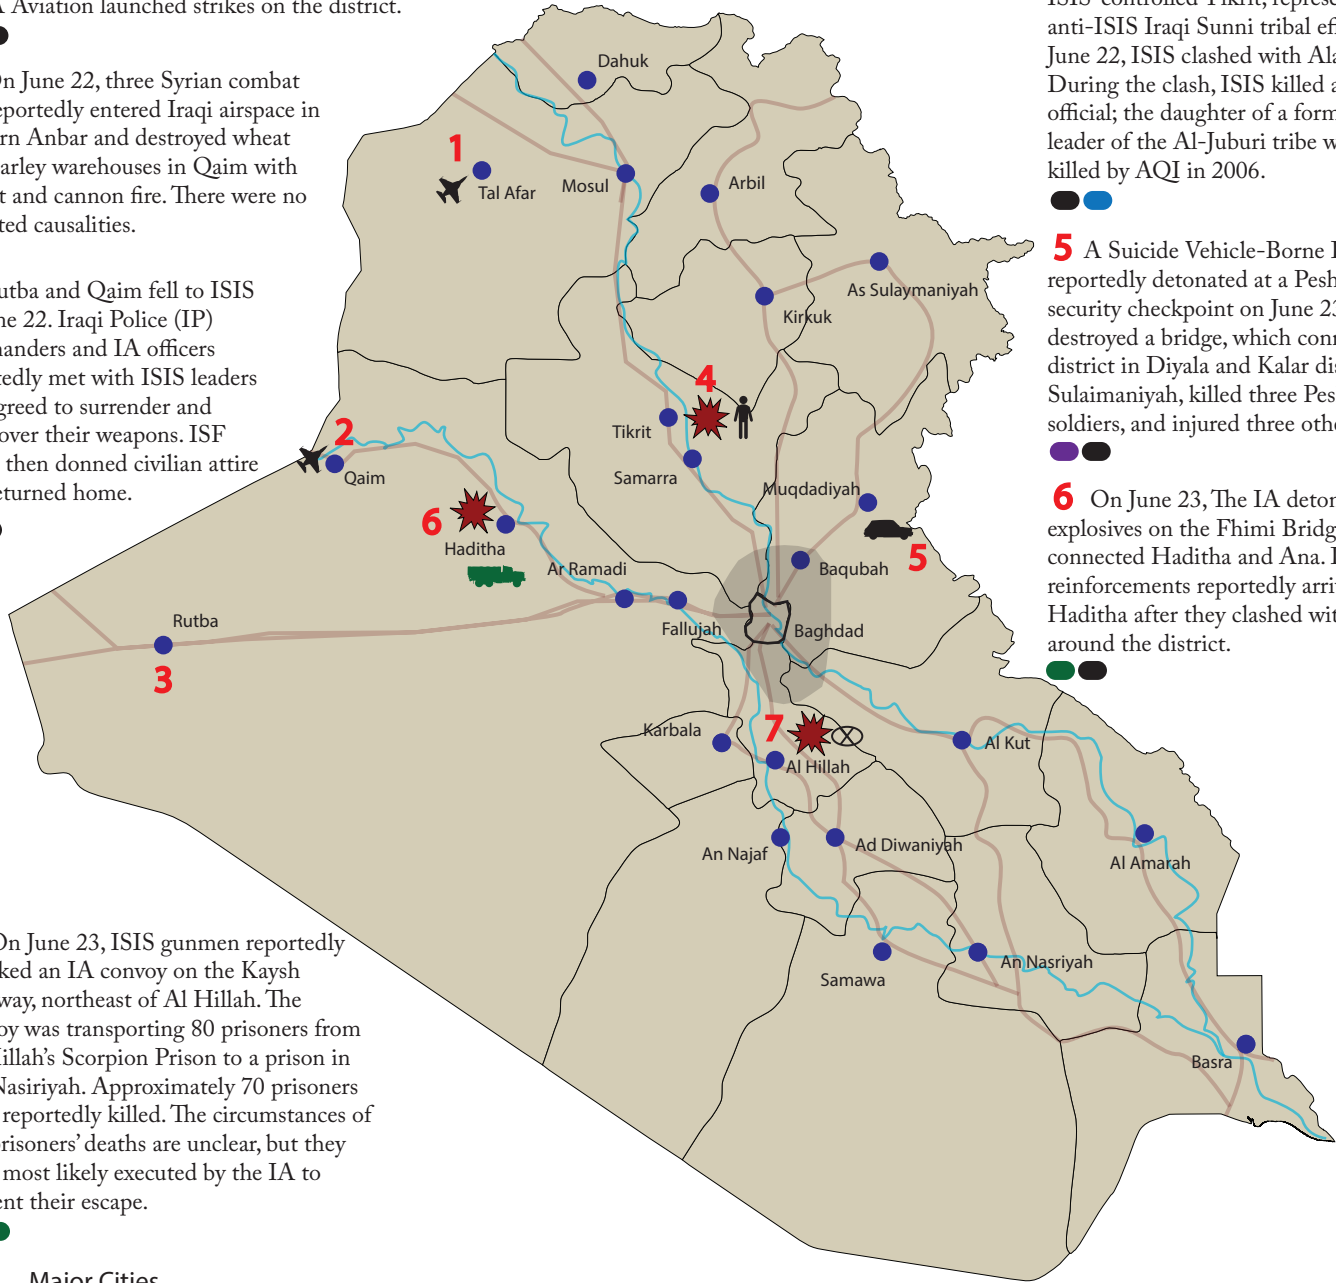 Aviation launched strikes on the district.
On June 22, three Syrian combat
reportedly entered Iraqi airspace in
rn Anbar and destroyed wheat
arley warehouses in Qaim with
t and cannon fire. There were no
ted causalities.
utba and Qaim fell to ISIS
ne 22. Iraqi Police (IP)
manders and IA officers
tedly met with ISIS leaders
greed to surrender and
over their weapons. ISF
then donned civilian attire
eturned home.
On June 23, ISIS gunmen reportedly
ked an IA convoy on the Kaysh
way, northeast of Al Hillah. The
oy was transporting 80 prisoners from
Hillah's Scorpion Prison to a prison in
Nasiriyah. Approximately 70 prisoners
reportedly killed. The circumstances of
prisoners' deaths are unclear, but they
most likely executed by the IA to
ent their escape.
Major Cities
Dahuk
1
Tal Afar
Mosul
Arbil
As Sulaymaniyah
Kirkuk
4
Tikrit
Samarra
2
Qaim
6
Haditha
Muqdadiyah
5
Ar Ramadi
Baqubah
Rutba
3
Fallujah
Baghdad
Karbala
7
Al Hillah
Al Kut
An Najaf
Ad Diwaniyah
Al Amarah
Samawa
An Nasriyah
Basra
anti-ISIS Iraqi Sunni tribal eff
June 22, ISIS clashed with Ala
During the clash, ISIS killed a
official; the daughter of a form
leader of the Al-Juburi tribe w
killed by AQI in 2006.
5 A Suicide Vehicle-Borne I
reportedly detonated at a Pesh
security checkpoint on June 23
destroyed a bridge, which conn
district in Diyala and Kalar dis
Sulaimaniyah, killed three Pes
soldiers, and injured three othe
6 On June 23, The IA deton
explosives on the Fhimi Bridg
connected Haditha and Ana. I
reinforcements reportedly arri
Haditha after they clashed wit
around the district.